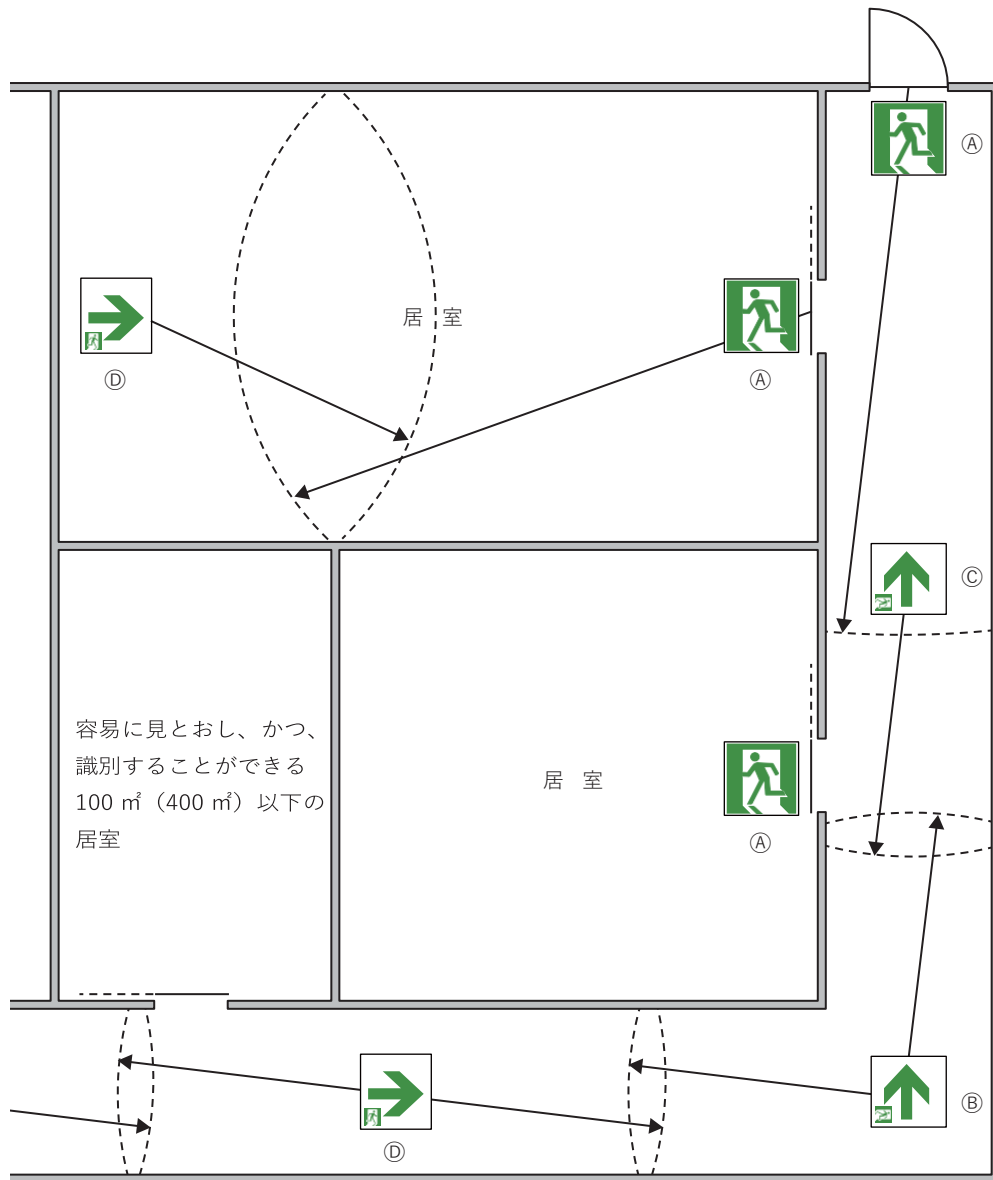 Ⓐ
居 室
Ⓓ
Ⓐ
Ⓒ
容易に見とおし、かつ、
識別することができる
100 ㎡（400 ㎡）以下の
居室
居 室
Ⓐ
Ⓑ
Ⓓ